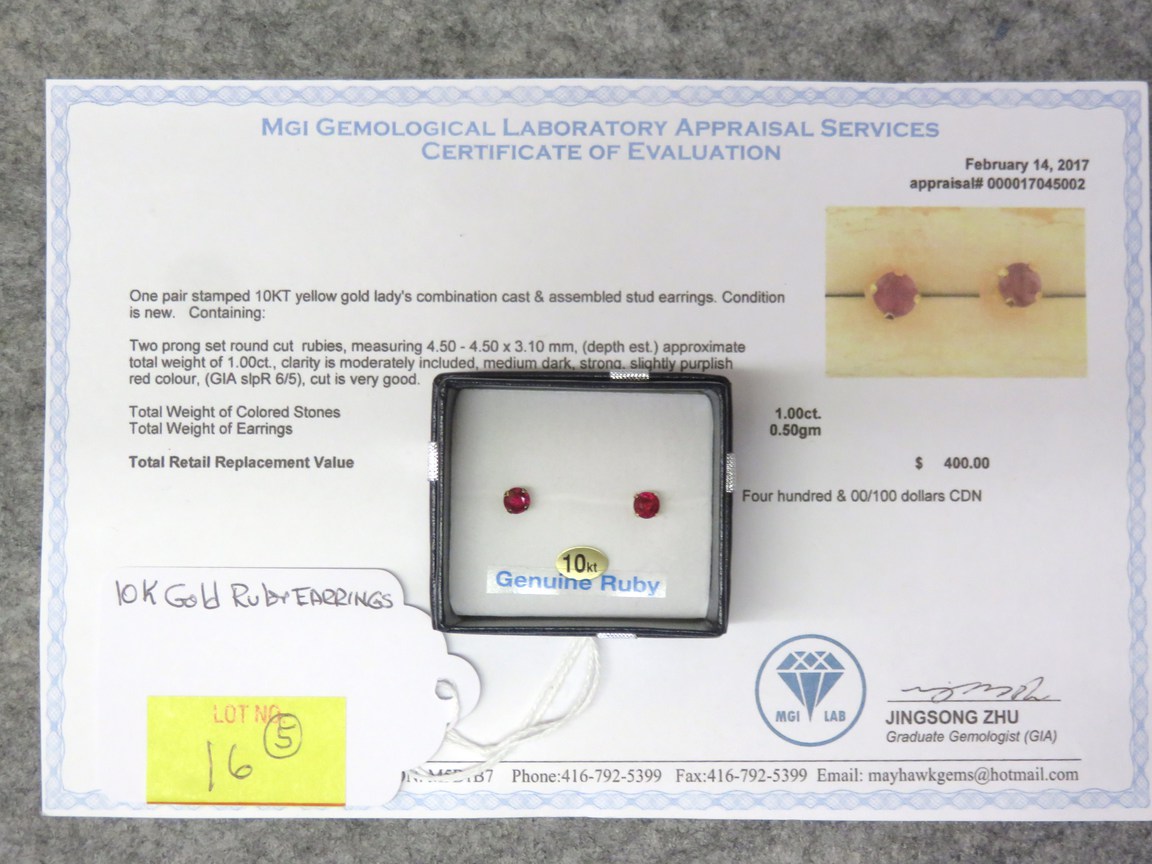 MGI GEMOLOGICAL LABORATORY APPRAISAL SERVICES
CERTIFICATE OF EVALUATION
February 14, 2017
appraisal# 000017045002
One pair stamped 10KT yellow gold lady's combination cast & assembled stud earrings. Condition
is new. Containing:
Two prong set round cut rubies, measuring 4.50 - 4.50 x 3.10 mm, (depth est.) approximate
total weight of 1.00ct., clarity is moderately included, medium dark, strong, slightly purplish
red colour, (GIA slpR 6/5), cut is very good.
Total Weight of Colored Stones 1.00ct.
Total Weight of Earrings 0.50gm
Total Retail Replacement Value $ 400.00
Four hundred & 00/100 dollars CDN
10kt
Genuine Ruby
10K Gold Ruby EARRINGS
LOT NO.
16 5
MGI LAB
JINGSONG ZHU
Graduate Gemologist (GIA)
Phone:416-792-5399 Fax:416-792-5399 Email: mayhawkgems@hotmail.com